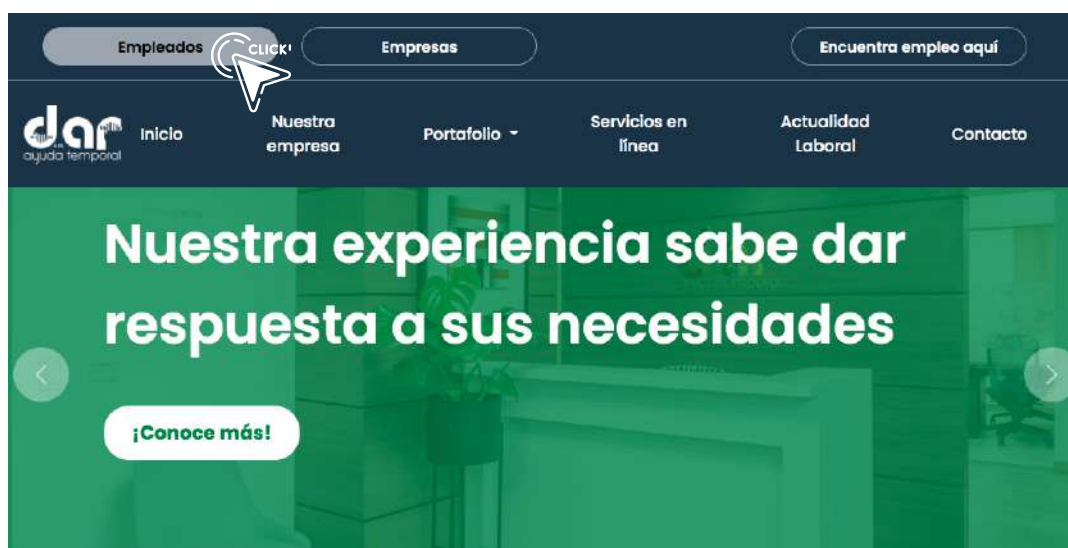 Empleados
CLICK!
Empresas
Encuentra empleo aquí
dar
ayuda temporal
Inicio
Nuestra
empresa
Portafolio
Servicios en
línea
Actualidad
Laboral
Contacto
Nuestra experiencia sabe dar
respuesta a sus necesidades
¡Conoce más!